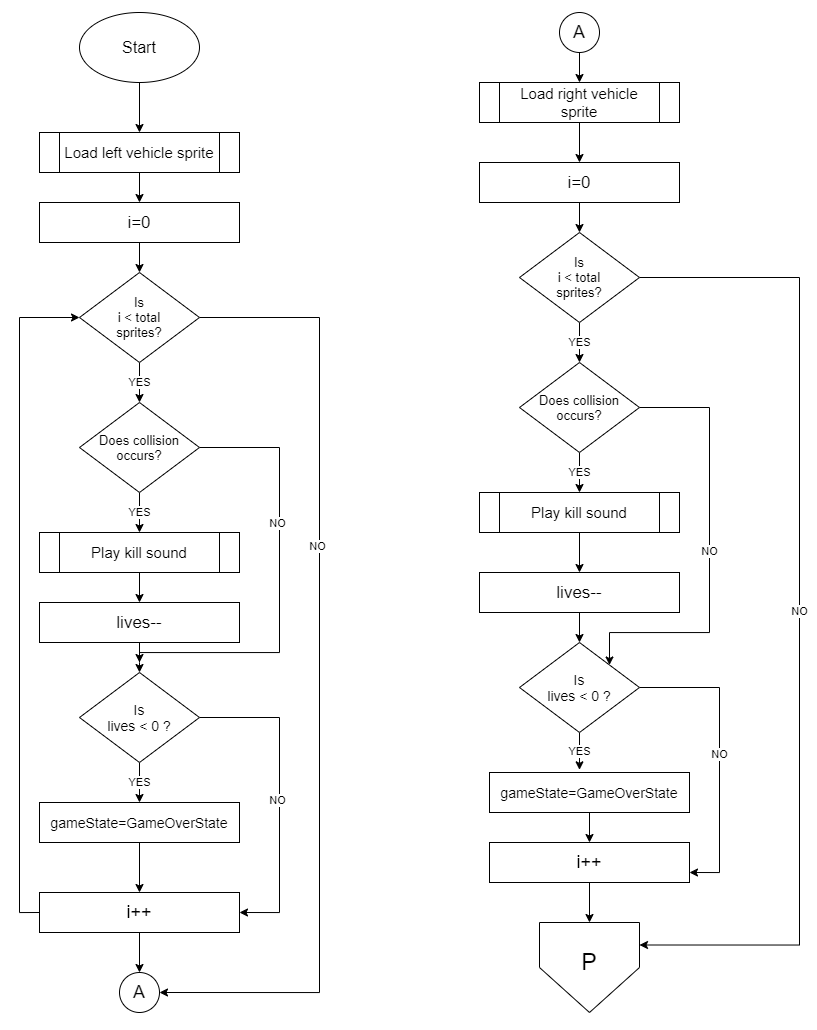 Start
Load left vehicle sprite
i=0
Is
i < total
sprites?
YES
Does collision
occurs?
YES
NO
NO
Play kill sound
lives--
Is
lives < 0 ?
YES
NO
gameState=GameOverState
i++
A
A
Load right vehicle
sprite
i=0
Is
i < total
sprites?
YES
Does collision
occurs?
YES
Play kill sound
NO
lives--
NO
Is
lives < 0 ?
YES
NO
gameState=GameOverState
i++
P